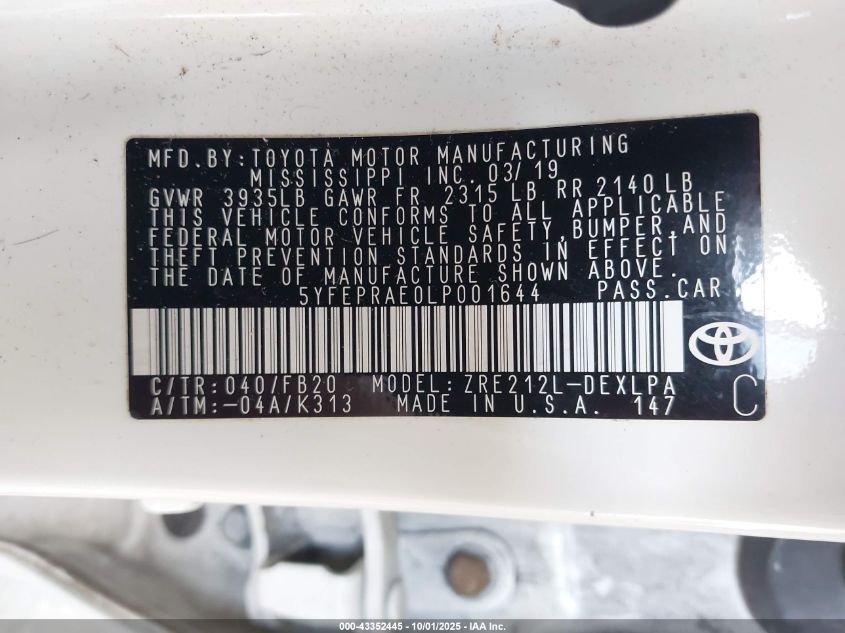 MFD.BY:TOYOTA MOTOR MANUFACTURING
MISSISSIPPI INC. 03/19
GVWR 3935LB GAWR FR 2315 LB RR 2140 LB
THIS VEHICLE CONFORMS TO ALL APPLICABLE
FEDERAL MOTOR VEHICLE SAFETY,BUMPER,AND
THEFT PREVENTION STANDARDS IN EFFECT ON
THE DATE OF MANUFACTURE SHOWN ABOVE.
5YFEPRAE0LP001644 PASS.CAR
C/TR:040/FB20 MODEL:ZRE212L-DEXLPA
A/TM:-04A/K313 MADE IN U.S.A. 147 C
000-43352445 - 10/01/2025 - IAA Inc.